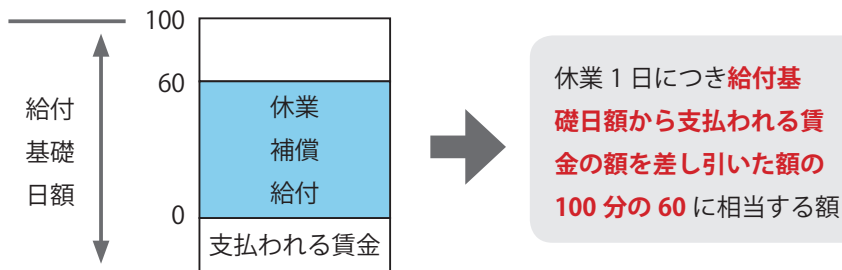 100
60
0
給付
基礎
日額
休業
補償
給付
支払われる賃金
休業 1 日につき給付基
礎日額から支払われる賃
金の額を差し引いた額の
100 分の 60 に相当する額